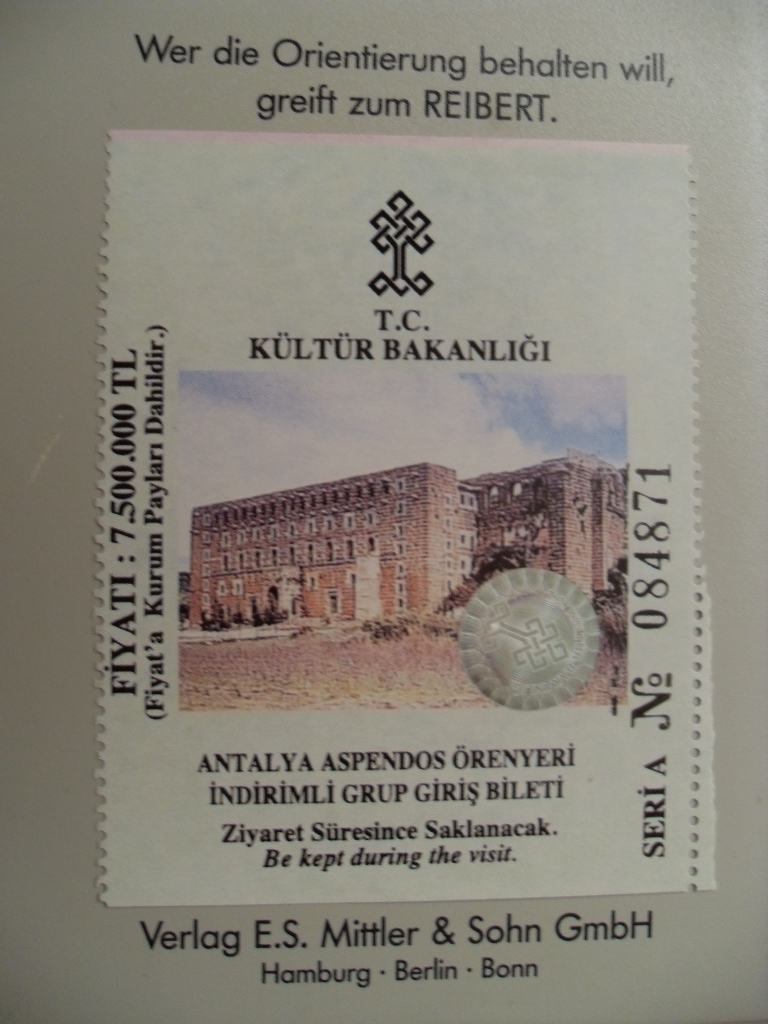 Wer die Orientierung behalten will,
greift zum REIBERT.
T.C.
KÜLTÜR BAKANLIĞI
FİYATI : 7.500.000 TL
(Fiyat'a Kurum Payları Dahildir.)
SERİ A № 084871
ANTALYA ASPENDOS ÖRENYERİ
İNDİRİMLİ GRUP GİRİŞ BİLETİ
Ziyaret Süresince Saklanacak.
Be kept during the visit.
Verlag E.S. Mittler & Sohn GmbH
Hamburg · Berlin · Bonn